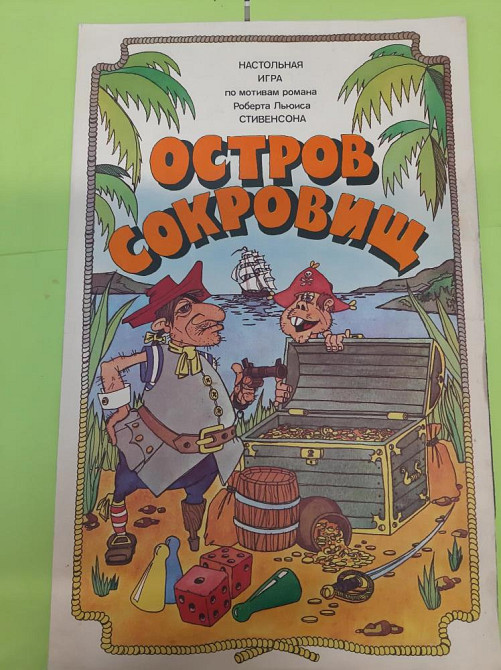 НАСТОЛЬНАЯ
ИГРА
по мотивам романа
Роберта Льюиса
СТИВЕНСОНА
ОСТРОВ
СОКРОВИЩ